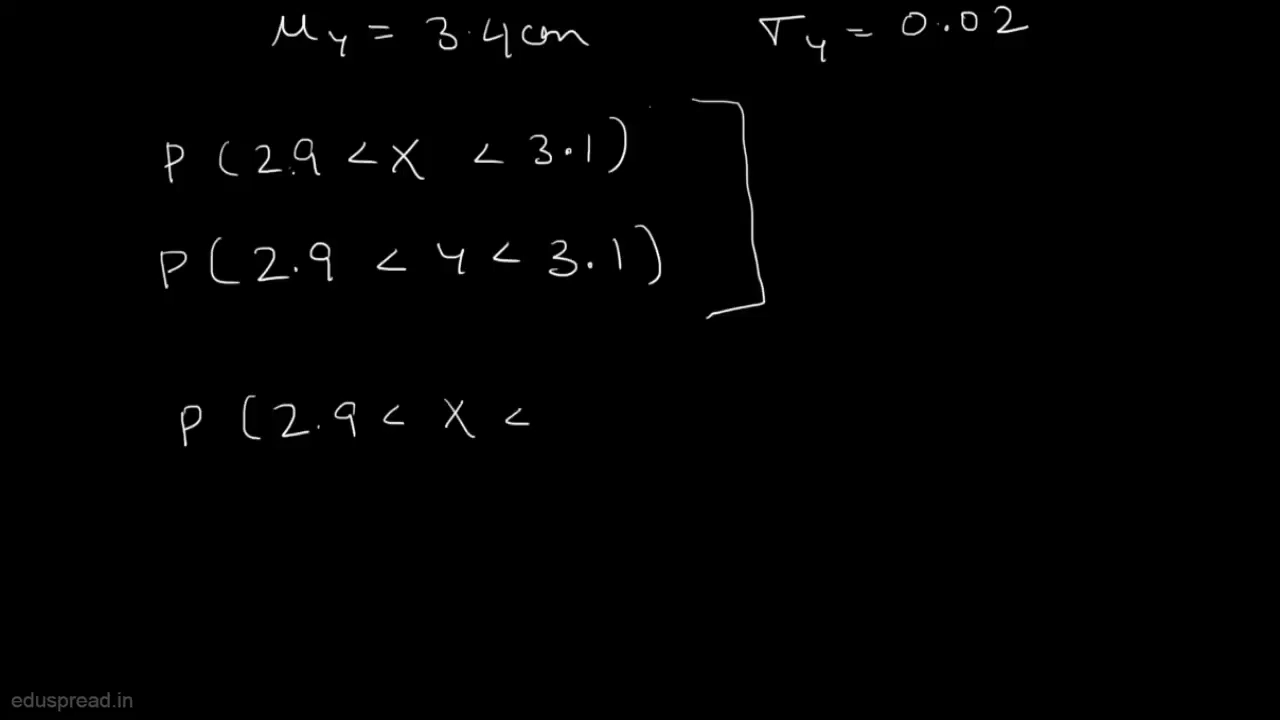 μy = 3.4cm σy = 0.02
P (2.9 < X < 3.1)
P (2.9 < y < 3.1)
P (2.9 < X <
eduspread.in